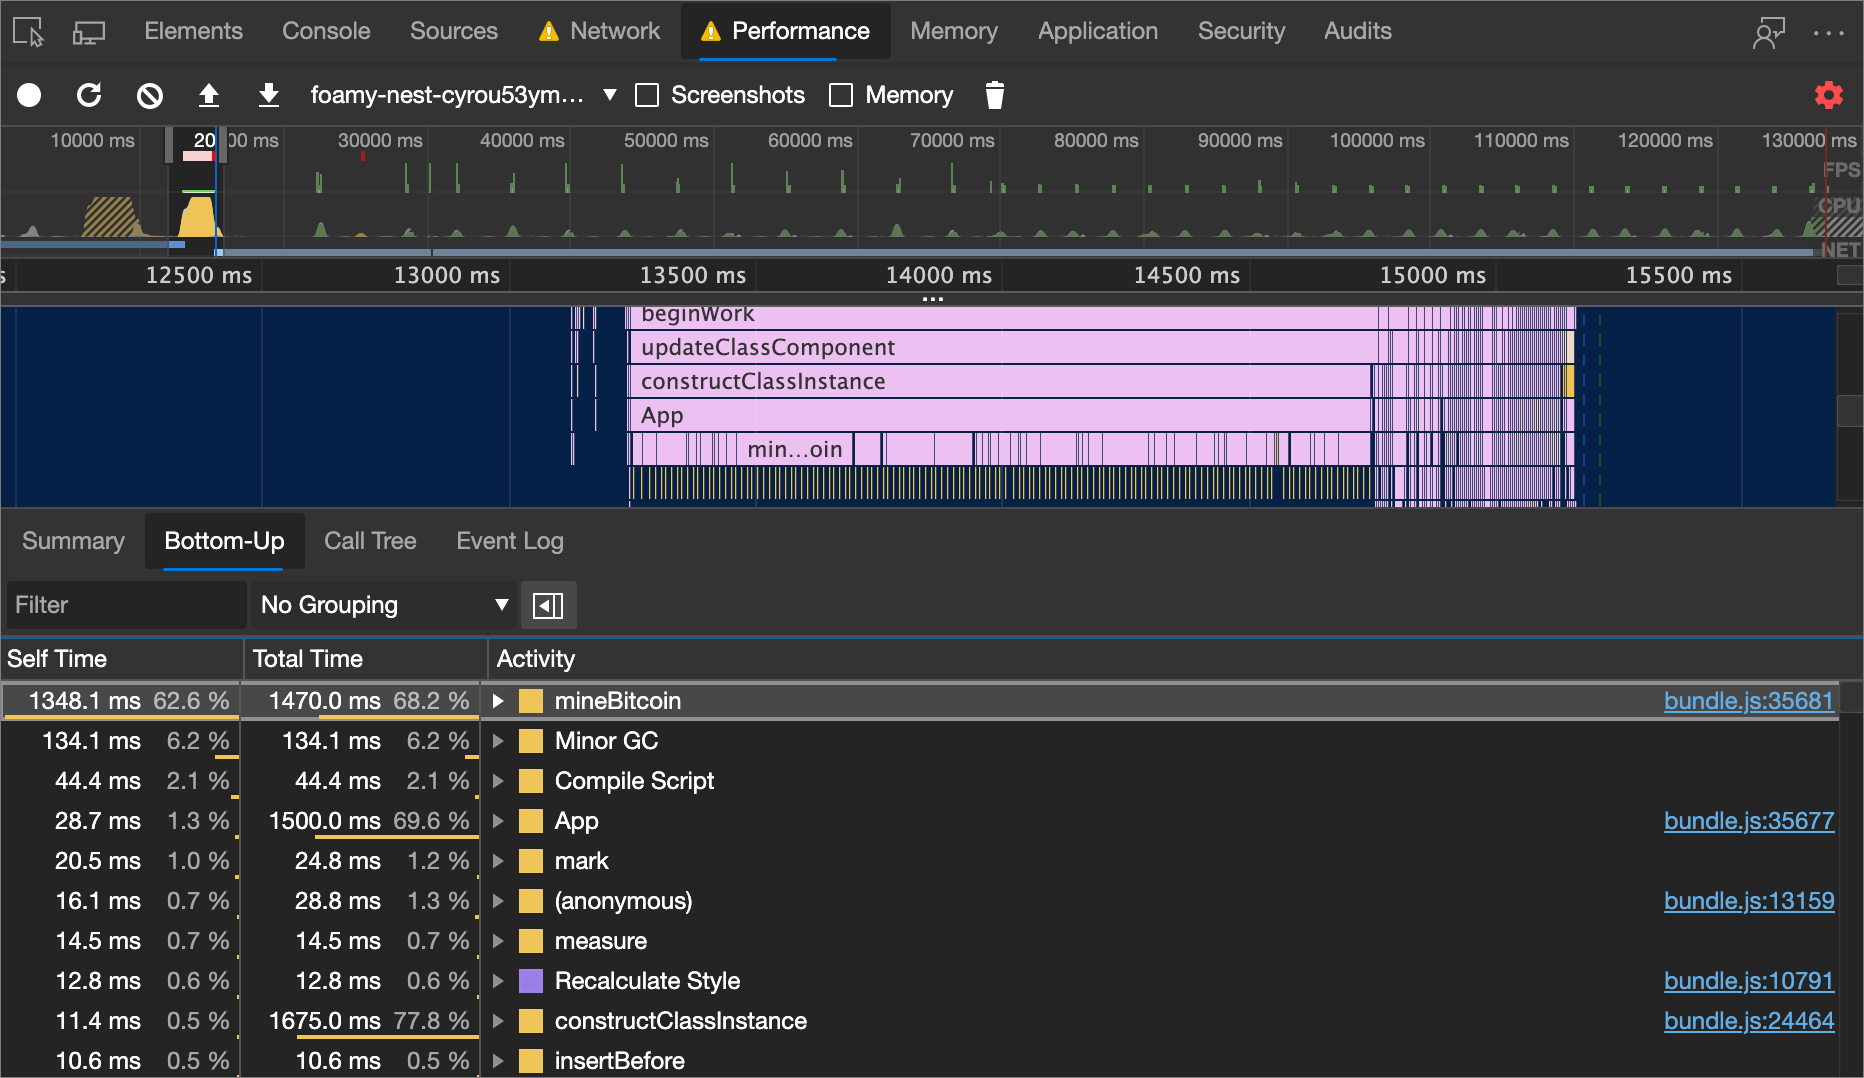 Elements Console Sources Network Performance Memory Application Security Audits
foamy-nest-cyrou53ym... Screenshots Memory
10000 ms 20 00 ms 30000 ms 40000 ms 50000 ms 60000 ms 70000 ms 80000 ms 90000 ms 100000 ms 110000 ms 120000 ms 130000 ms
FPS
CPU
NET
s 12500 ms 13000 ms 13500 ms 14000 ms 14500 ms 15000 ms 15500 ms
...
beginWork
updateClassComponent
constructClassInstance
App
min...oin
Summary Bottom-Up Call Tree Event Log
Filter No Grouping
Self Time Total Time Activity
1348.1 ms 62.6 % 1470.0 ms 68.2 % mineBitcoin bundle.js:35681
134.1 ms 6.2 % 134.1 ms 6.2 % Minor GC
44.4 ms 2.1 % 44.4 ms 2.1 % Compile Script
28.7 ms 1.3 % 1500.0 ms 69.6 % App bundle.js:35677
20.5 ms 1.0 % 24.8 ms 1.2 % mark
16.1 ms 0.7 % 28.8 ms 1.3 % (anonymous) bundle.js:13159
14.5 ms 0.7 % 14.5 ms 0.7 % measure
12.8 ms 0.6 % 12.8 ms 0.6 % Recalculate Style bundle.js:10791
11.4 ms 0.5 % 1675.0 ms 77.8 % constructClassInstance bundle.js:24464
10.6 ms 0.5 % 10.6 ms 0.5 % insertBefore